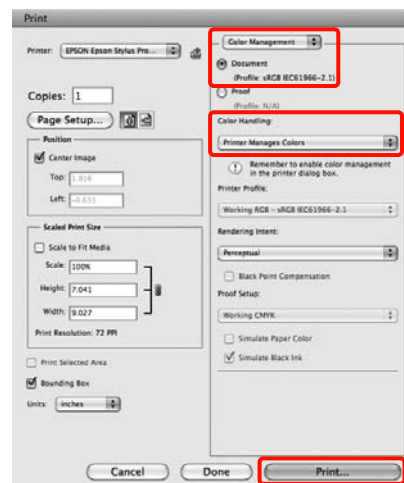 Print
Printer: EPSON Epson Stylus Pro...
Copies: 1
Page Setup...
Position
Center Image
Top: 1.916
Left: -0.631
Scaled Print Size
Scale to Fit Media
Scale: 100%
Height: 7.041
Width: 9.027
Print Resolution: 72 PPI
Print Selected Area
Bounding Box
Units: inches
Color Management
Document
(Profile: sRGB IEC61966-2.1)
Proof
(Profile: N/A)
Color Handling:
Printer Manages Colors
Remember to enable color management
in the printer dialog box.
Printer Profile:
Working RGB - sRGB IEC61966-2.1
Rendering Intent:
Perceptual
Black Point Compensation
Proof Setup:
Working CMYK
Simulate Paper Color
Simulate Black Ink
Cancel
Done
Print...